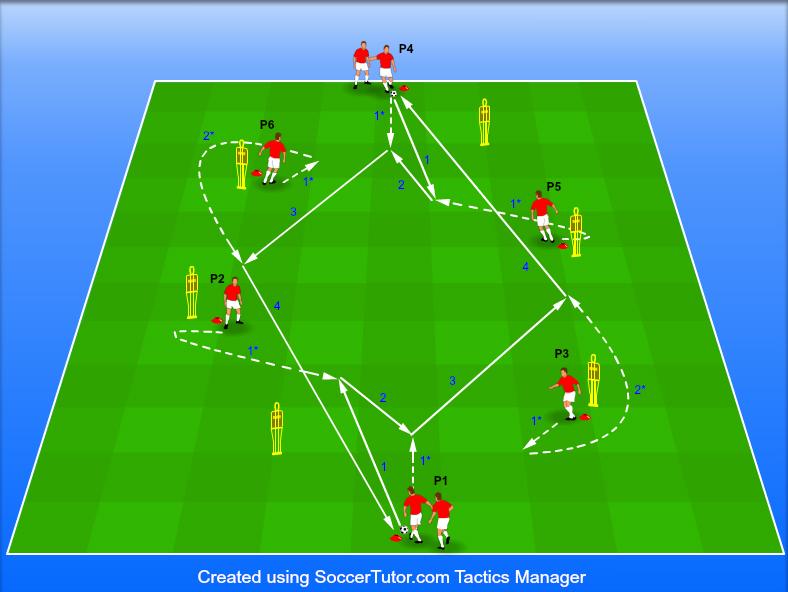 P4
1*
P6
2*
1
1*
2
P5
1*
3
4
P2
4
P3
1*
3
2*
2
1*
1
1*
P1
Created using SoccerTutor.com Tactics Manager